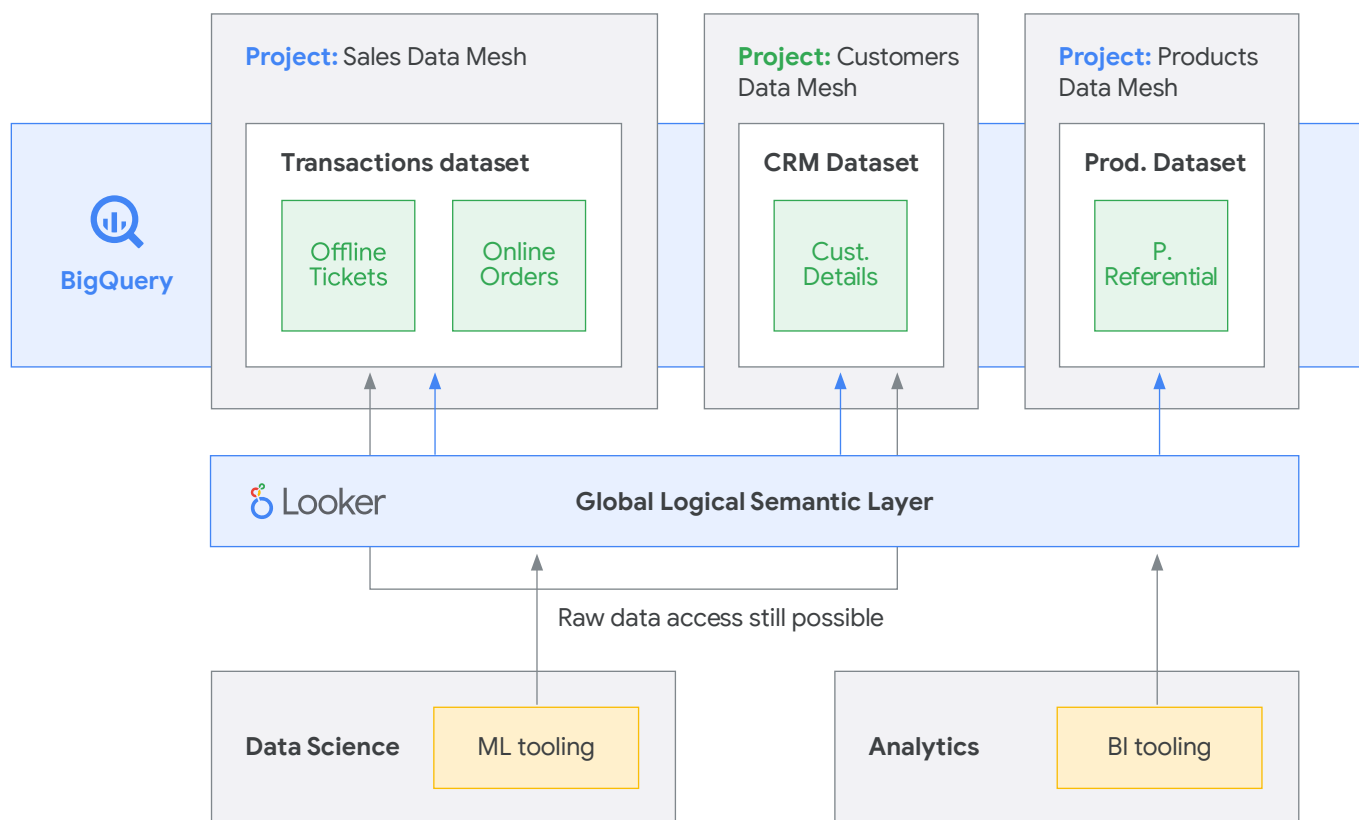 Project: Sales Data Mesh
Project: Customers
Data Mesh
Project: Products
Data Mesh
BigQuery
Transactions dataset
Offline
Tickets
Online
Orders
CRM Dataset
Cust.
Details
Prod. Dataset
P.
Referential
Looker
Global Logical Semantic Layer
Raw data access still possible
Data Science
ML tooling
Analytics
BI tooling